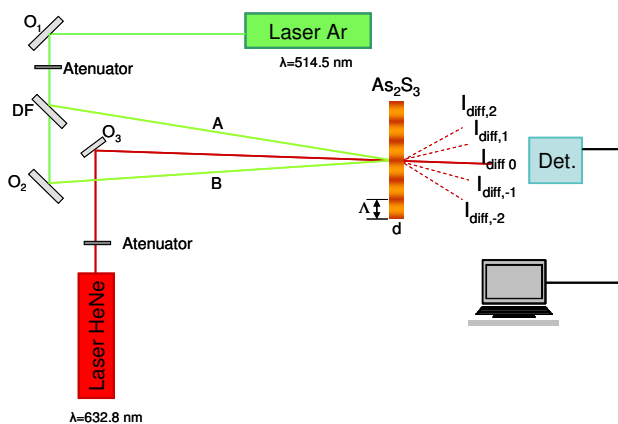 O1
Laser Ar
λ=514.5 nm
Atenuator
As2S3
DF
A
O3
Idiff,2
Idiff,1
Idiff 0
Det.
O2
B
Idiff,-1
Idiff,-2
Λ
d
Atenuator
Laser HeNe
λ=632.8 nm